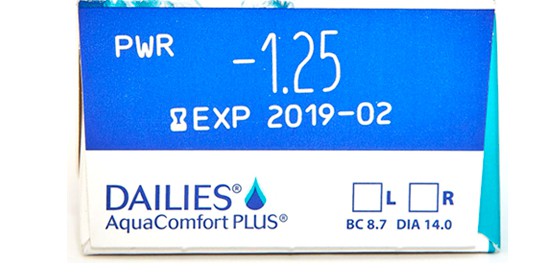 PWR -1.25
EXP 2019-02
DAILIES®
AquaComfort PLUS®
L R
BC 8.7 DIA 14.0